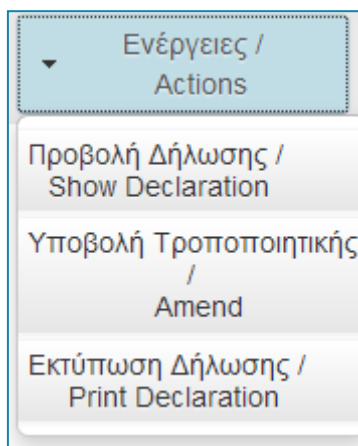 Ενέργειες /
Actions
Προβολή Δήλωσης /
Show Declaration
Υποβολή Τροποποιητικής
/
Amend
Εκτύπωση Δήλωσης /
Print Declaration